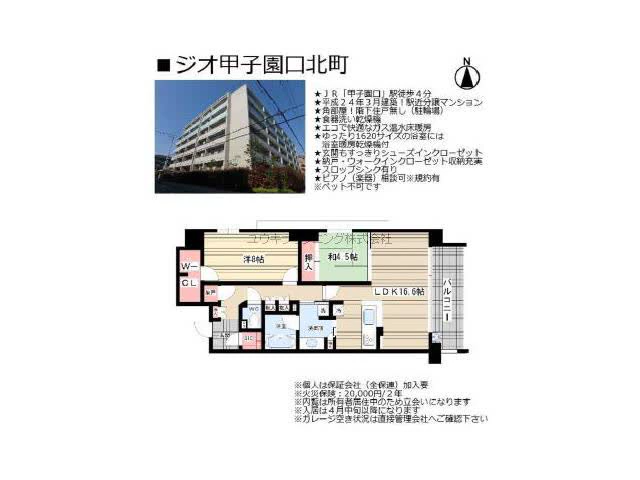 ■ジオ甲子園口北町
N
★JR「甲子園口」駅徒歩4分
★平成24年3月建築!駅近分譲マンション
★角部屋!階下住戸無し(駐輪場)
★食器洗い乾燥機
★エコで快適なガス温水床暖房
★ゆったり1620サイズの浴室には
浴室暖房乾燥機付
★玄関もすっきりシューズインクローゼット
★納戸・ウォークインクローゼット収納充実
★スロップシンク有り
★ピアノ(楽器)相談可※規約有
※ペット不可です
洋8帖
押入
和4.5帖
W-
CL
納戸
WC
浴室
洗面室
洗
冷
LDK16.6帖
バルコニー
玄関
SIC
※個人は保証会社(全保連)加入要
※火災保険:20,000円/2年
※内覧は所有者居住中のため立会いになります
※入居は4月中旬以降になります
※ガレージ空き状況は直接管理会社へご確認下さい